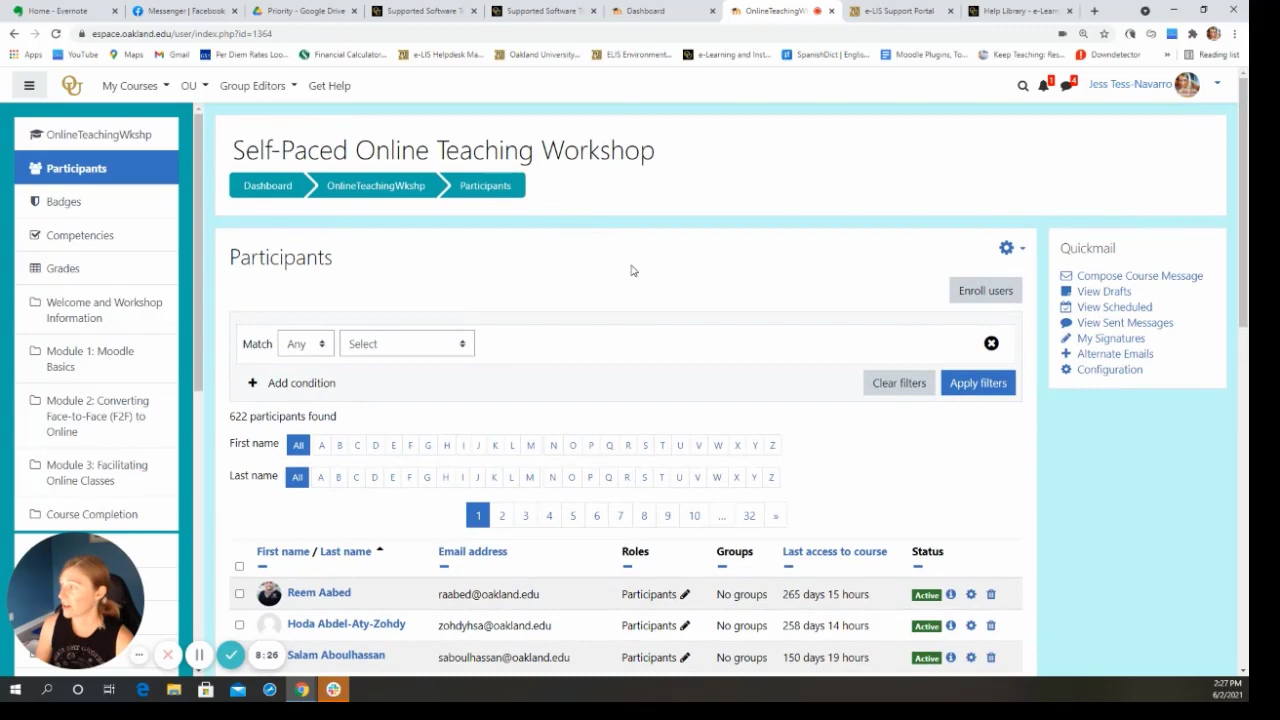 Home - Evernote
Messenger | Facebook
Priority - Google Drive
Supported Software T
Supported Software T
Dashboard
OnlineTeachingW
e-LIS Support Portal
Help Library - e-Lear
espace.oakland.edu/user/index.php?id=1364
Apps YouTube Maps Gmail Per Diem Rates Loo... Financial Calculator... e-LIS Helpdesk Ma... Oakland University... ELIS Environment... e-Learning and Inst... SpanishDict | Englis... Moodle Plugins, To... Keep Teaching: Res... Downdetector » Reading list
My Courses OU Group Editors Get Help
1 4 Jess Tess-Navarro
OnlineTeachingWkshp
Participants
Badges
Competencies
Grades
Welcome and Workshop
Information
Module 1: Moodle
Basics
Module 2: Converting
Face-to-Face (F2F) to
Online
Module 3: Facilitating
Online Classes
Course Completion
Self-Paced Online Teaching Workshop
Dashboard OnlineTeachingWkshp Participants
Participants
Enroll users
Match Any Select
Add condition Clear filters Apply filters
622 participants found
First name All A B C D E F G H I J K L M N O P Q R S T U V W X Y Z
Last name All A B C D E F G H I J K L M N O P Q R S T U V W X Y Z
1 2 3 4 5 6 7 8 9 10 ... 32 »
First name / Last name Email address Roles Groups Last access to course Status
Reem Aabed raabed@oakland.edu Participants No groups 265 days 15 hours Active
Hoda Abdel-Aty-Zohdy zohdyhsa@oakland.edu Participants No groups 258 days 14 hours Active
Salam Aboulhassan saboulhassan@oakland.edu Participants No groups 150 days 19 hours Active
Quickmail
Compose Course Message
View Drafts
View Scheduled
View Sent Messages
My Signatures
Alternate Emails
Configuration
8:26
2:27 PM
6/2/2021